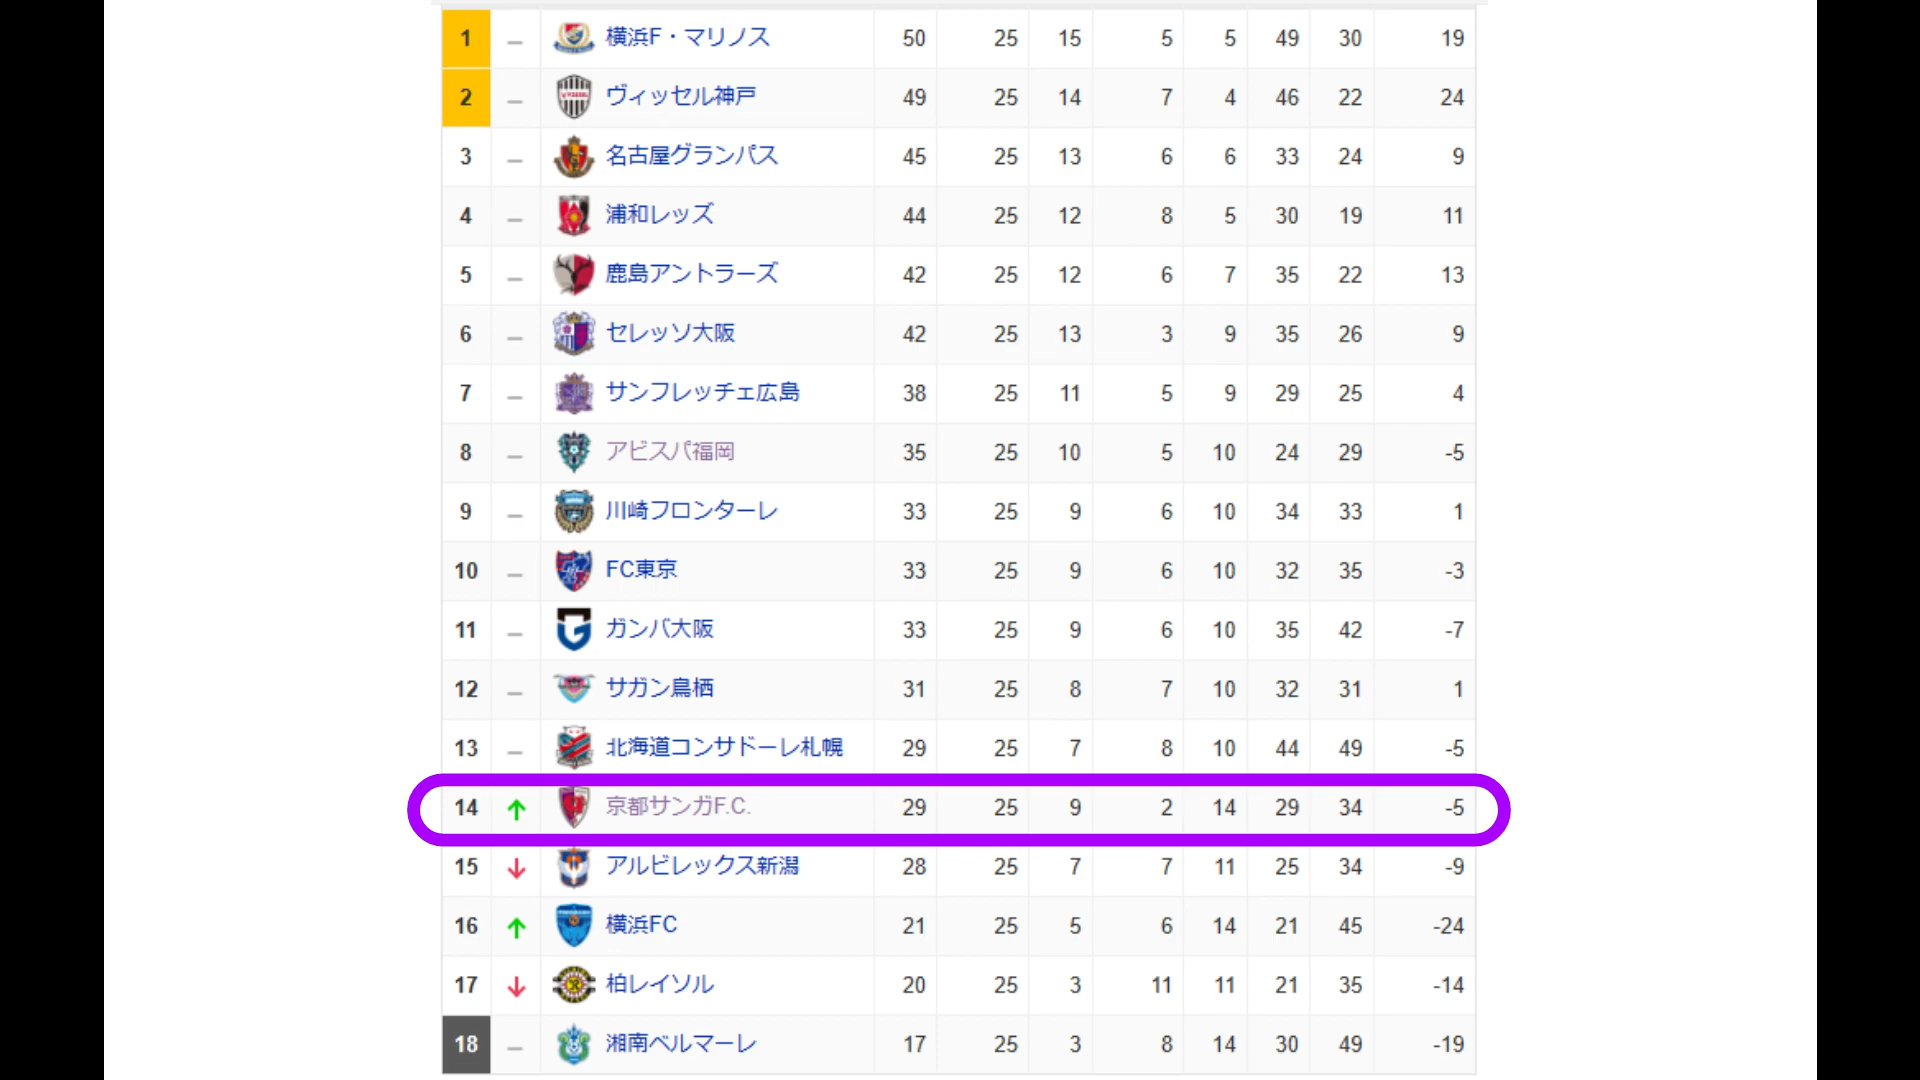 1 – 横浜F・マリノス 50 25 15 5 5 49 30 19
2 – ヴィッセル神戸 49 25 14 7 4 46 22 24
3 – 名古屋グランパス 45 25 13 6 6 33 24 9
4 – 浦和レッズ 44 25 12 8 5 30 19 11
5 – 鹿島アントラーズ 42 25 12 6 7 35 22 13
6 – セレッソ大阪 42 25 13 3 9 35 26 9
7 – サンフレッチェ広島 38 25 11 5 9 29 25 4
8 – アビスパ福岡 35 25 10 5 10 24 29 -5
9 – 川崎フロンターレ 33 25 9 6 10 34 33 1
10 – FC東京 33 25 9 6 10 32 35 -3
11 – ガンバ大阪 33 25 9 6 10 35 42 -7
12 – サガン鳥栖 31 25 8 7 10 32 31 1
13 – 北海道コンサドーレ札幌 29 25 7 8 10 44 49 -5
14 ↑ 京都サンガF.C. 29 25 9 2 14 29 34 -5
15 ↓ アルビレックス新潟 28 25 7 7 11 25 34 -9
16 ↑ 横浜FC 21 25 5 6 14 21 45 -24
17 ↓ 柏レイソル 20 25 3 11 11 21 35 -14
18 – 湘南ベルマーレ 17 25 3 8 14 30 49 -19